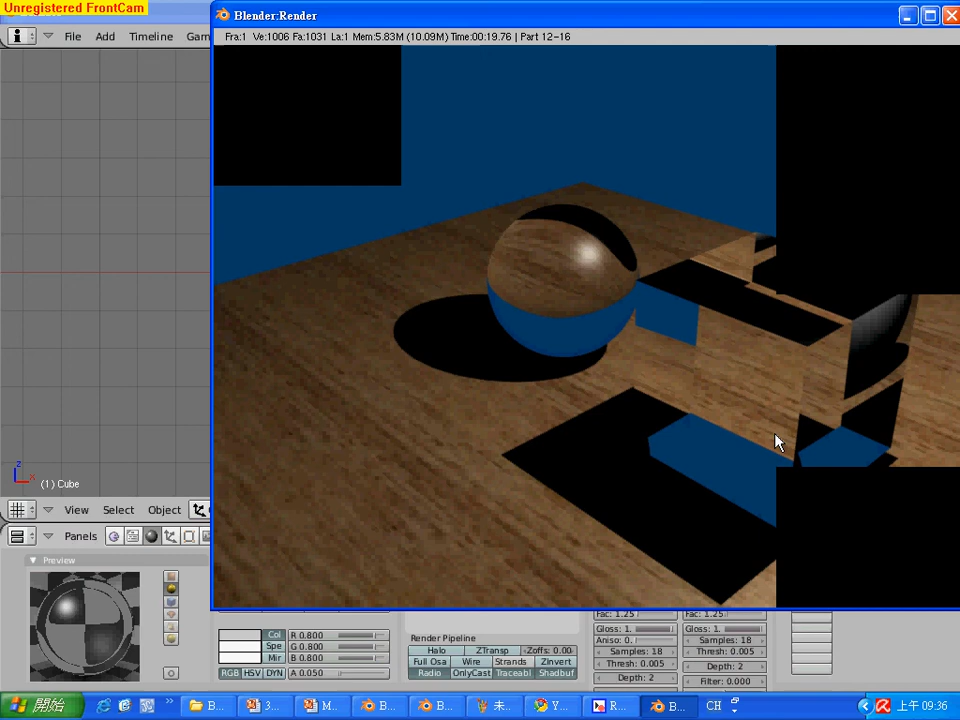 Unregistered FrontCam
Blender:Render
File Add Timeline Gam
Fra:1 Ve:1006 Fa:1031 La:1 Mem:5.83M (10.09M) Time:00:19.76 | Part 12-16
z
x
(1) Cube
View Select Object
Panels
Preview
Col R 0.800
Spe G 0.800
Mir B 0.800
RGB HSV DYN A 0.050
Render Pipeline
Halo ZTransp Zoffs: 0.00
Full Osa Wire Strands ZInvert
Radio OnlyCast Traceabl Shadbuf
Fac: 1.25 Fac: 1.25
Gloss: 1. Gloss: 1.
Aniso: 0. Samples: 18
Samples: 18 Thresh: 0.005
Thresh: 0.005 Depth: 2
Depth: 2 Filter: 0.000
開始 B... 3... M... B... B... 未... Y... R... B... CH 上午 09:36